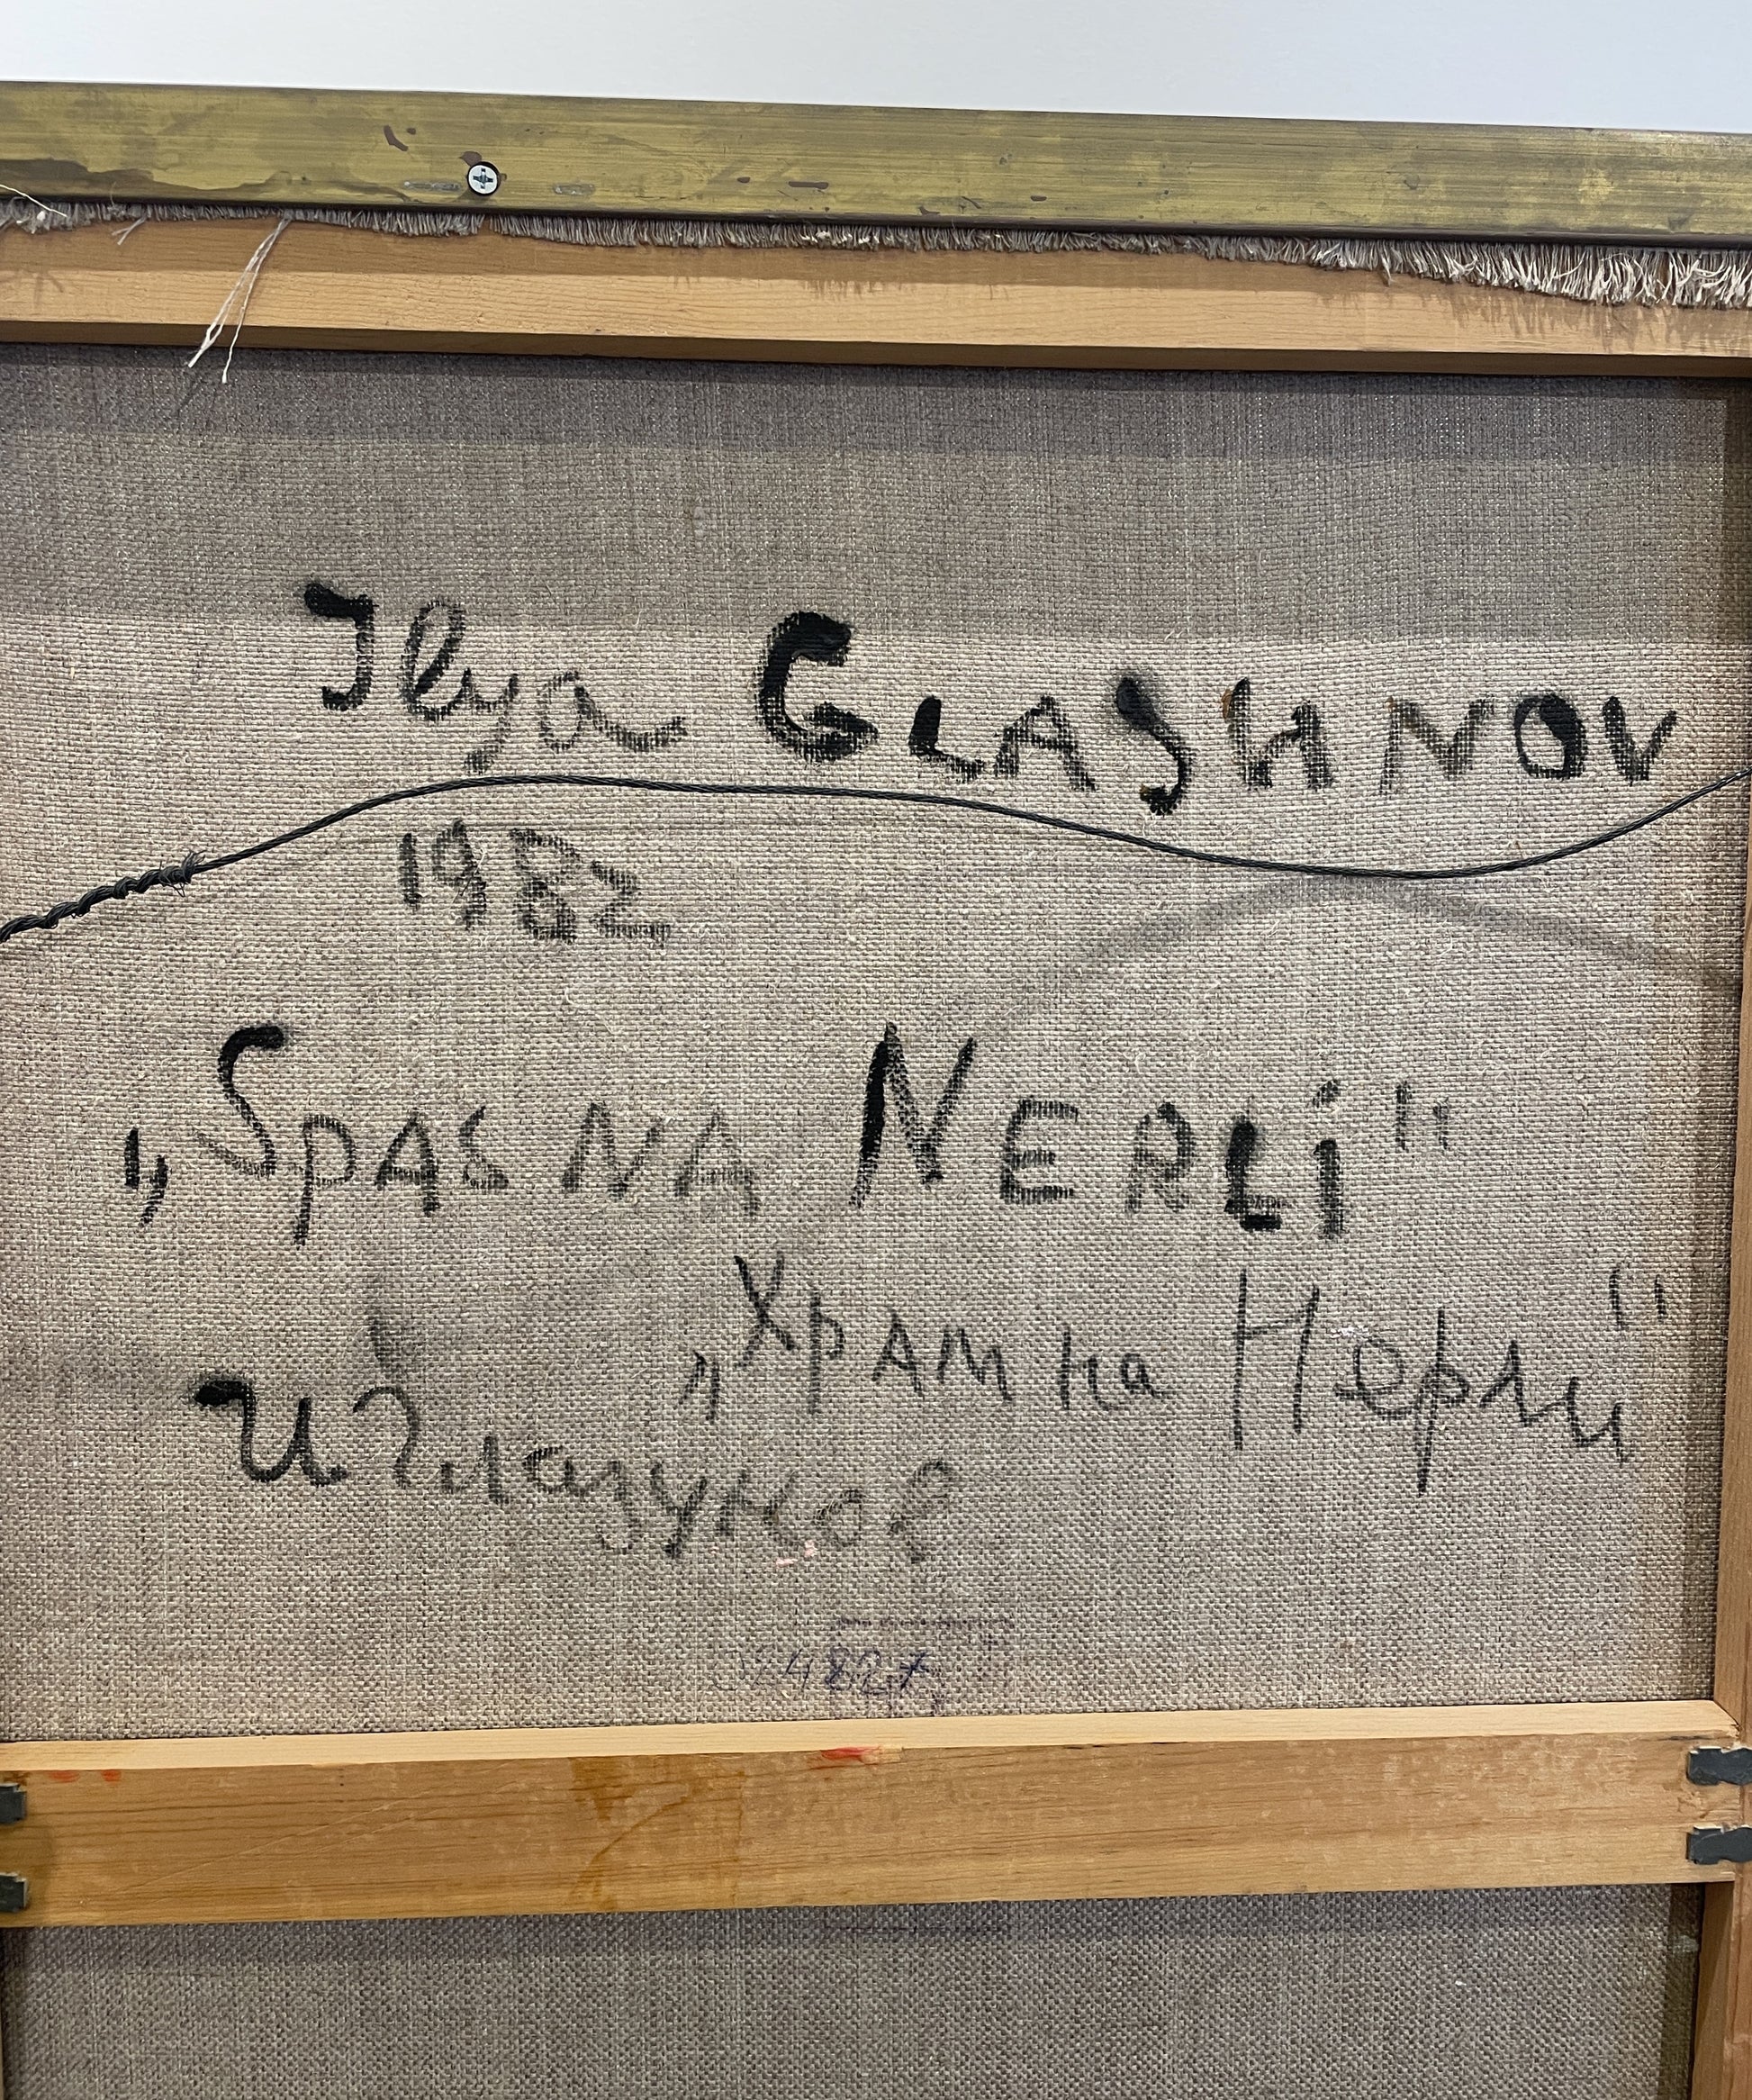 Ilya GLASUNOV
1982
„SPAS NA NERLi"
„Храм на Нерли"
И Глазунов